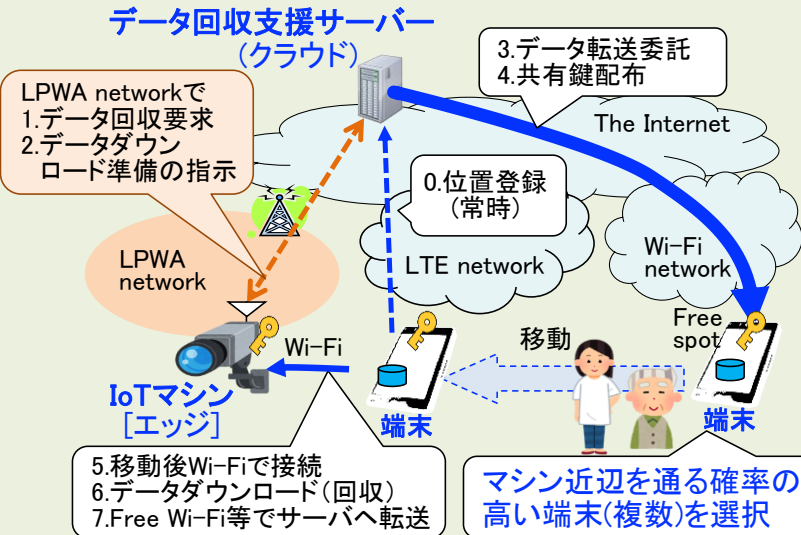 データ回収支援サーバー
(クラウド)
3.データ転送委託
4.共有鍵配布
LPWA networkで
1.データ回収要求
2.データダウン
ロード準備の指示
The Internet
0.位置登録
(常時)
LPWA
network
LTE network
Wi-Fi
network
Free
spot
Wi-Fi
移動
IoTマシン
[エッジ]
端末
端末
5.移動後Wi-Fiで接続
6.データダウンロード(回収)
7.Free Wi-Fi等でサーバへ転送
マシン近辺を通る確率の
高い端末(複数)を選択